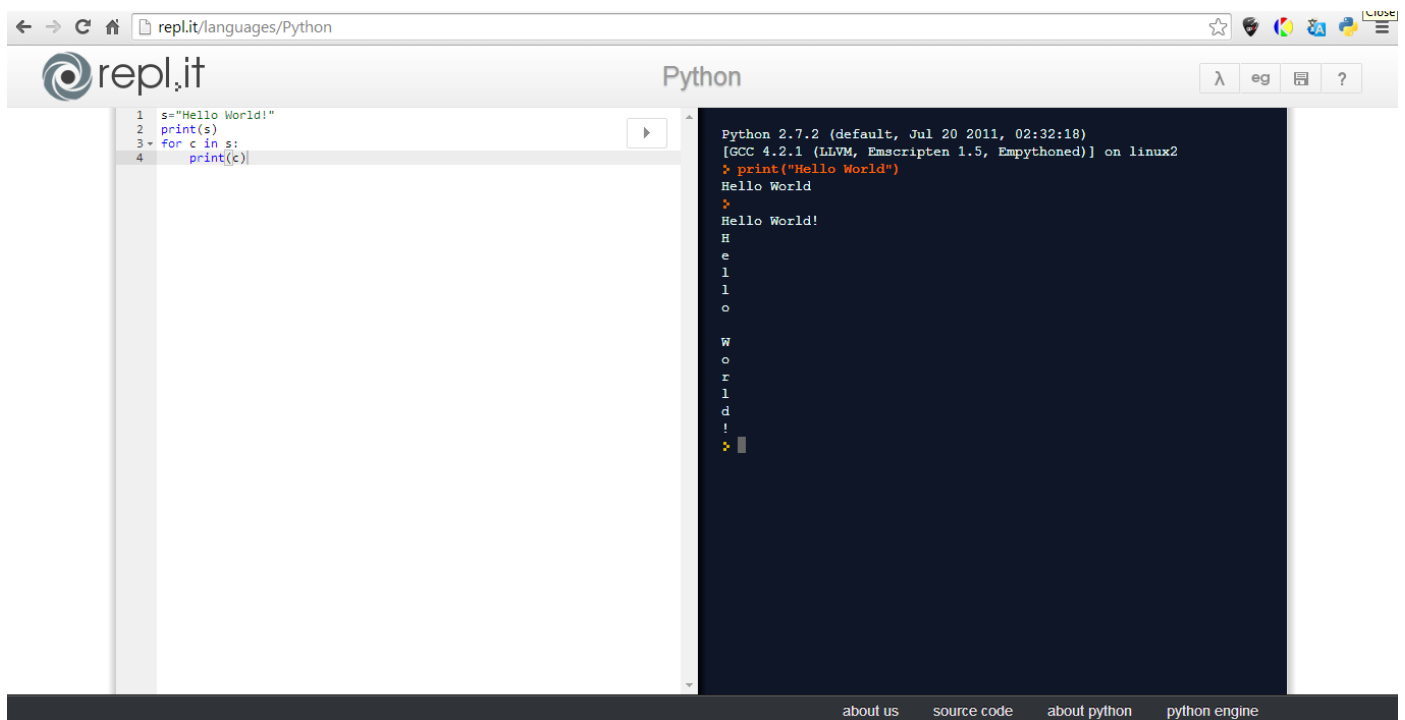 Close
repl.it/languages/Python
repl.it
Python
λ eg ?
1 s="Hello World!"
2 print(s)
3 for c in s:
4     print(c)
Python 2.7.2 (default, Jul 20 2011, 02:32:18)
[GCC 4.2.1 (LLVM, Emscripten 1.5, Empythoned)] on linux2
> print("Hello World")
Hello World
>
Hello World!
H
e
l
l
o

W
o
r
l
d
!
>
about us source code about python python engine